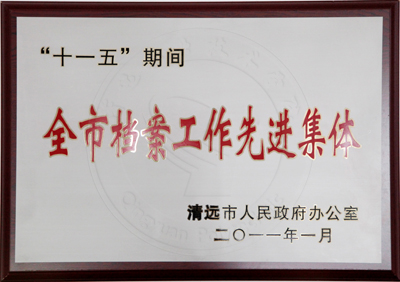 “十一五”期间
全市档案工作先进集体
清远市人民政府办公室
二〇一一年一月